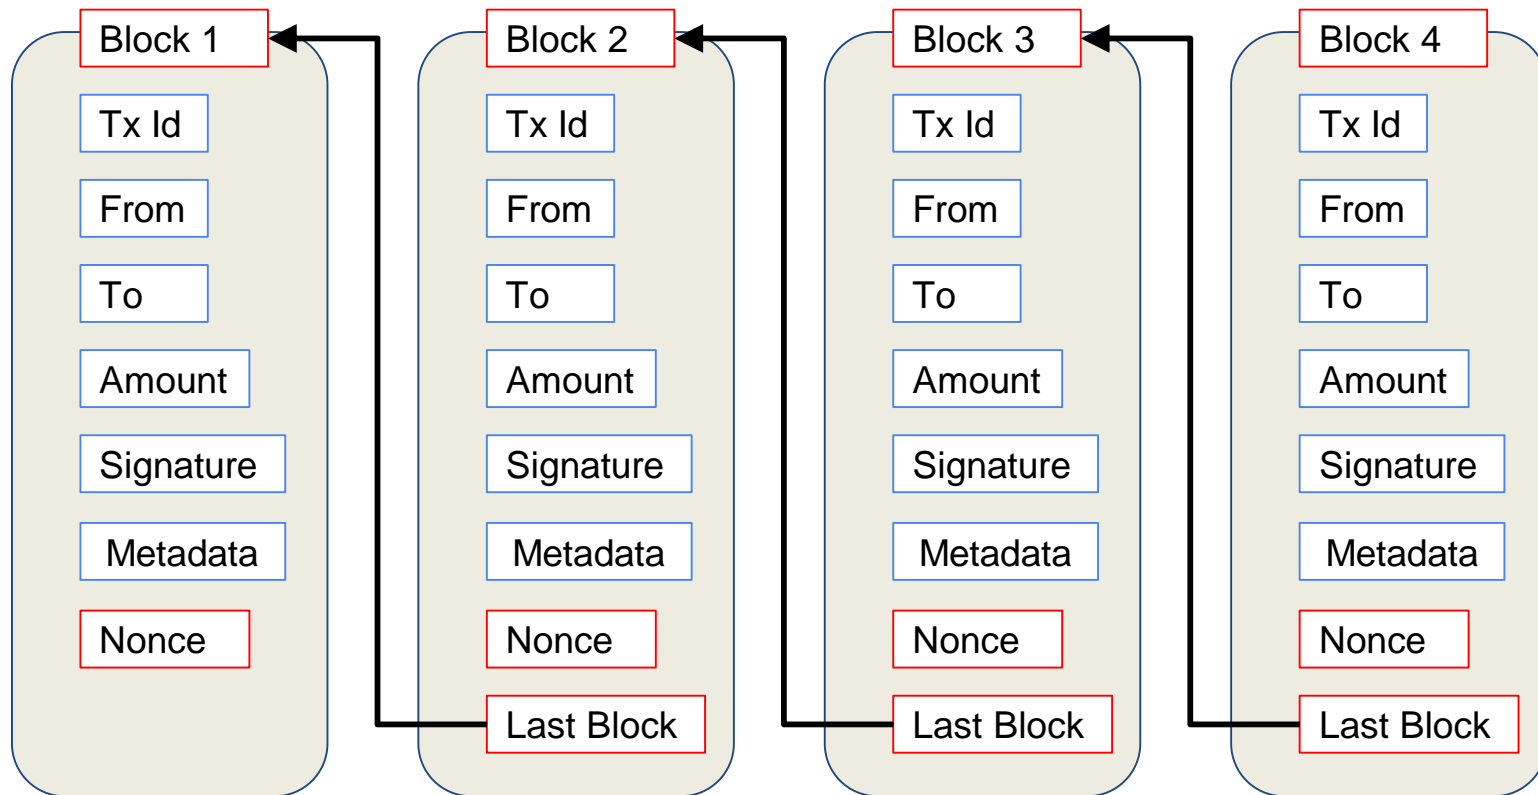 Block 1
Tx Id
From
To
Amount
Signature
Metadata
Nonce
Block 2
Tx Id
From
To
Amount
Signature
Metadata
Nonce
Last Block
Block 3
Tx Id
From
To
Amount
Signature
Metadata
Nonce
Last Block
Block 4
Tx Id
From
To
Amount
Signature
Metadata
Nonce
Last Block